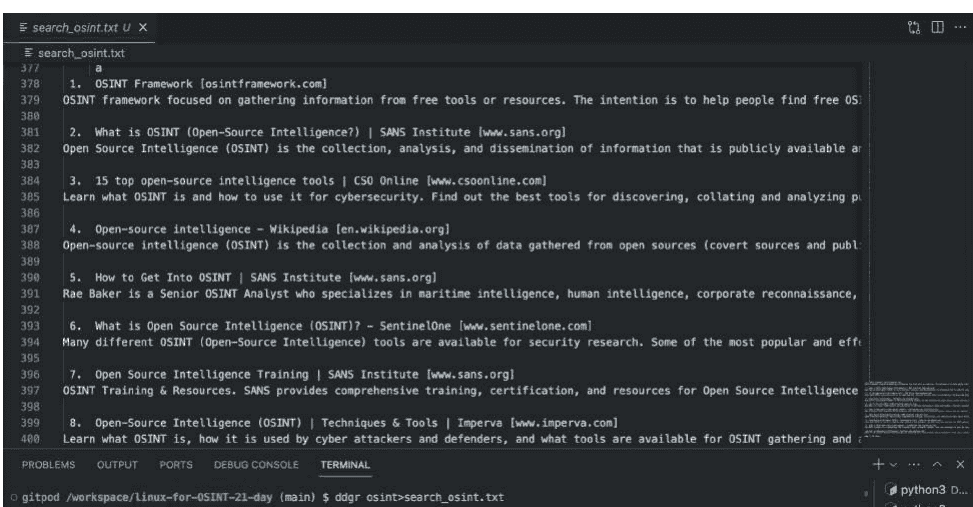 search_osint.txt U
search_osint.txt
377 a
378 1. OSINT Framework [osintframework.com]
379 OSINT framework focused on gathering information from free tools or resources. The intention is to help people find free OS
380
381 2. What is OSINT (Open-Source Intelligence?) | SANS Institute [www.sans.org]
382 Open Source Intelligence (OSINT) is the collection, analysis, and dissemination of information that is publicly available
383
384 3. 15 top open-source intelligence tools | CSO Online [www.csoonline.com]
385 Learn what OSINT is and how to use it for cybersecurity. Find out the best tools for discovering, collating and analyzing
386
387 4. Open-source intelligence - Wikipedia [en.wikipedia.org]
388 Open-source intelligence (OSINT) is the collection and analysis of data gathered from open sources (covert sources and publ
389
390 5. How to Get Into OSINT | SANS Institute [www.sans.org]
391 Rae Baker is a Senior OSINT Analyst who specializes in maritime intelligence, human intelligence, corporate reconnaissance,
392
393 6. What is Open Source Intelligence (OSINT)? - SentinelOne [www.sentinelone.com]
394 Many different OSINT (Open-Source Intelligence) tools are available for security research. Some of the most popular and eff
395
396 7. Open Source Intelligence Training | SANS Institute [www.sans.org]
397 OSINT Training & Resources. SANS provides comprehensive training, certification, and resources for Open Source Intelligence
398
399 8. Open-Source Intelligence (OSINT) | Techniques & Tools | Imperva [www.imperva.com]
400 Learn what OSINT is, how it is used by cyber attackers and defenders, and what tools are available for OSINT gathering and
PROBLEMS OUTPUT PORTS DEBUG CONSOLE TERMINAL
gitpod /workspace/linux-for-OSINT-21-day (main) $ ddgr osint>search_osint.txt
python3 D...